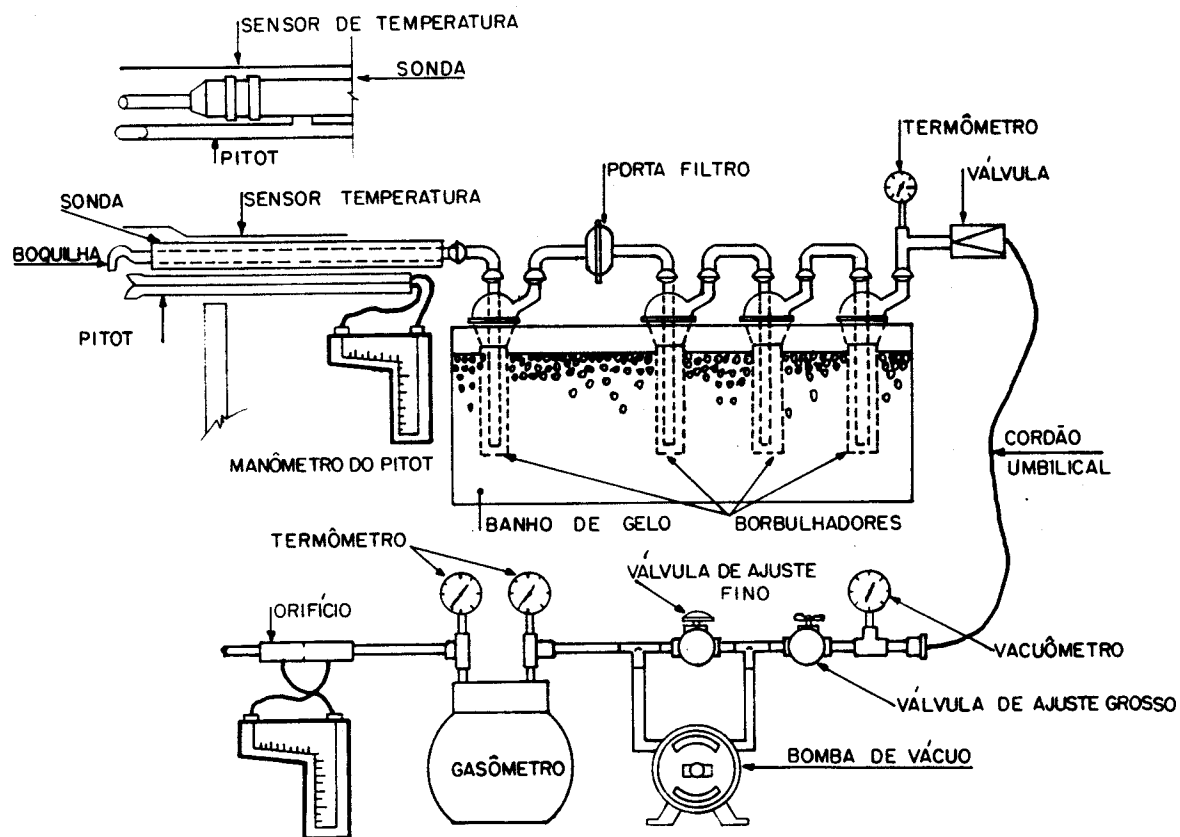 SENSOR DE TEMPERATURA
SONDA
PITOT
TERMÔMETRO
PORTA FILTRO
VÁLVULA
SONDA
SENSOR TEMPERATURA
BOQUILHA
PITOT
MANÔMETRO DO PITOT
CORDÃO
UMBILICAL
BANHO DE GELO
BORBULHADORES
TERMÔMETRO
VÁLVULA DE AJUSTE
FINO
ORIFÍCIO
VACUÔMETRO
VÁLVULA DE AJUSTE GROSSO
GASÔMETRO
BOMBA DE VÁCUO